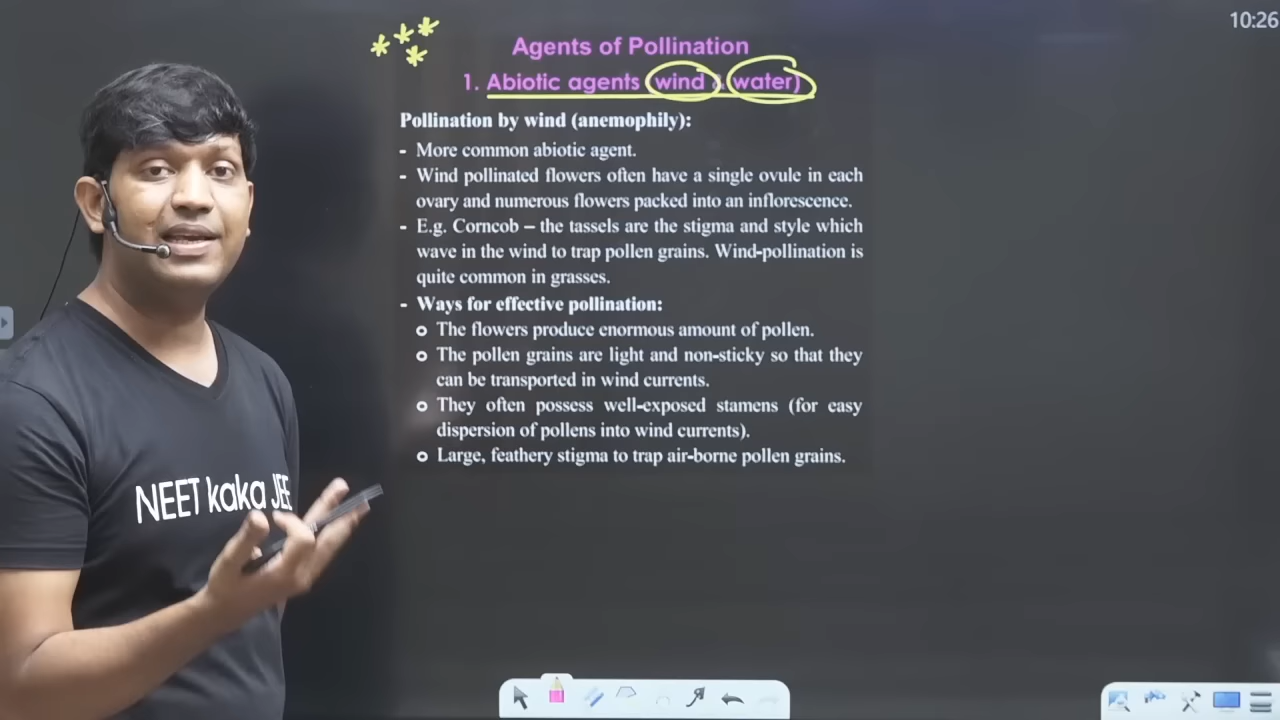 10:26
Agents of Pollination
1. Abiotic agents (wind & water)
Pollination by wind (anemophily):
- More common abiotic agent.
- Wind pollinated flowers often have a single ovule in each
ovary and numerous flowers packed into an inflorescence.
- E.g. Corncob – the tassels are the stigma and style which
wave in the wind to trap pollen grains. Wind-pollination is
quite common in grasses.
- Ways for effective pollination:
o The flowers produce enormous amount of pollen.
o The pollen grains are light and non-sticky so that they
can be transported in wind currents.
o They often possess well-exposed stamens (for easy
dispersion of pollens into wind currents).
o Large, feathery stigma to trap air-borne pollen grains.
NEET kaka JEE